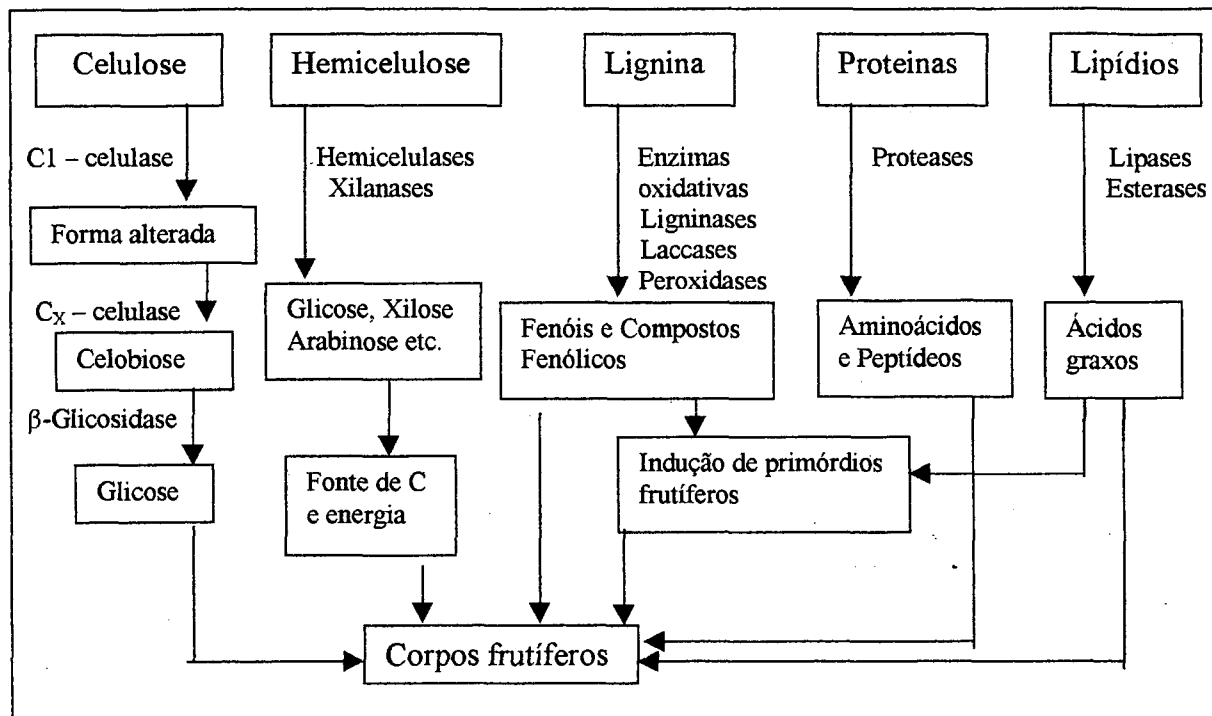 Celulose
Hemicelulose
Lignina
Proteinas
Lipídios
C1 – celulase
Hemicelulases
Xilanases
Enzimas
oxidativas
Ligninases
Laccases
Peroxidases
Proteases
Lipases
Esterases
Forma alterada
Cx – celulase
Celobiose
β-Glicosidase
Glicose
Glicose, Xilose
Arabinose etc.
Fonte de C
e energia
Fenóis e Compostos
Fenólicos
Aminoácidos
e Peptídeos
Ácidos
graxos
Indução de primórdios
frutíferos
Corpos frutíferos